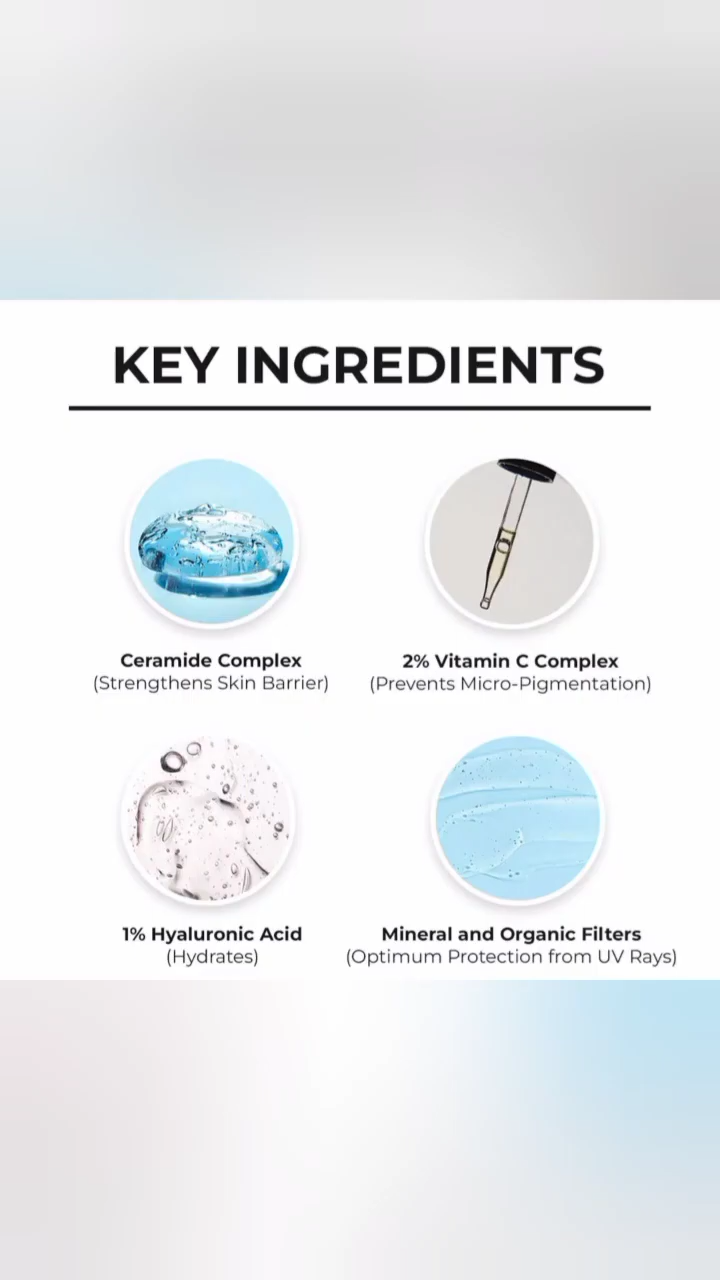 KEY INGREDIENTS
Ceramide Complex
(Strengthens Skin Barrier)
2% Vitamin C Complex
(Prevents Micro-Pigmentation)
1% Hyaluronic Acid
(Hydrates)
Mineral and Organic Filters
(Optimum Protection from UV Rays)